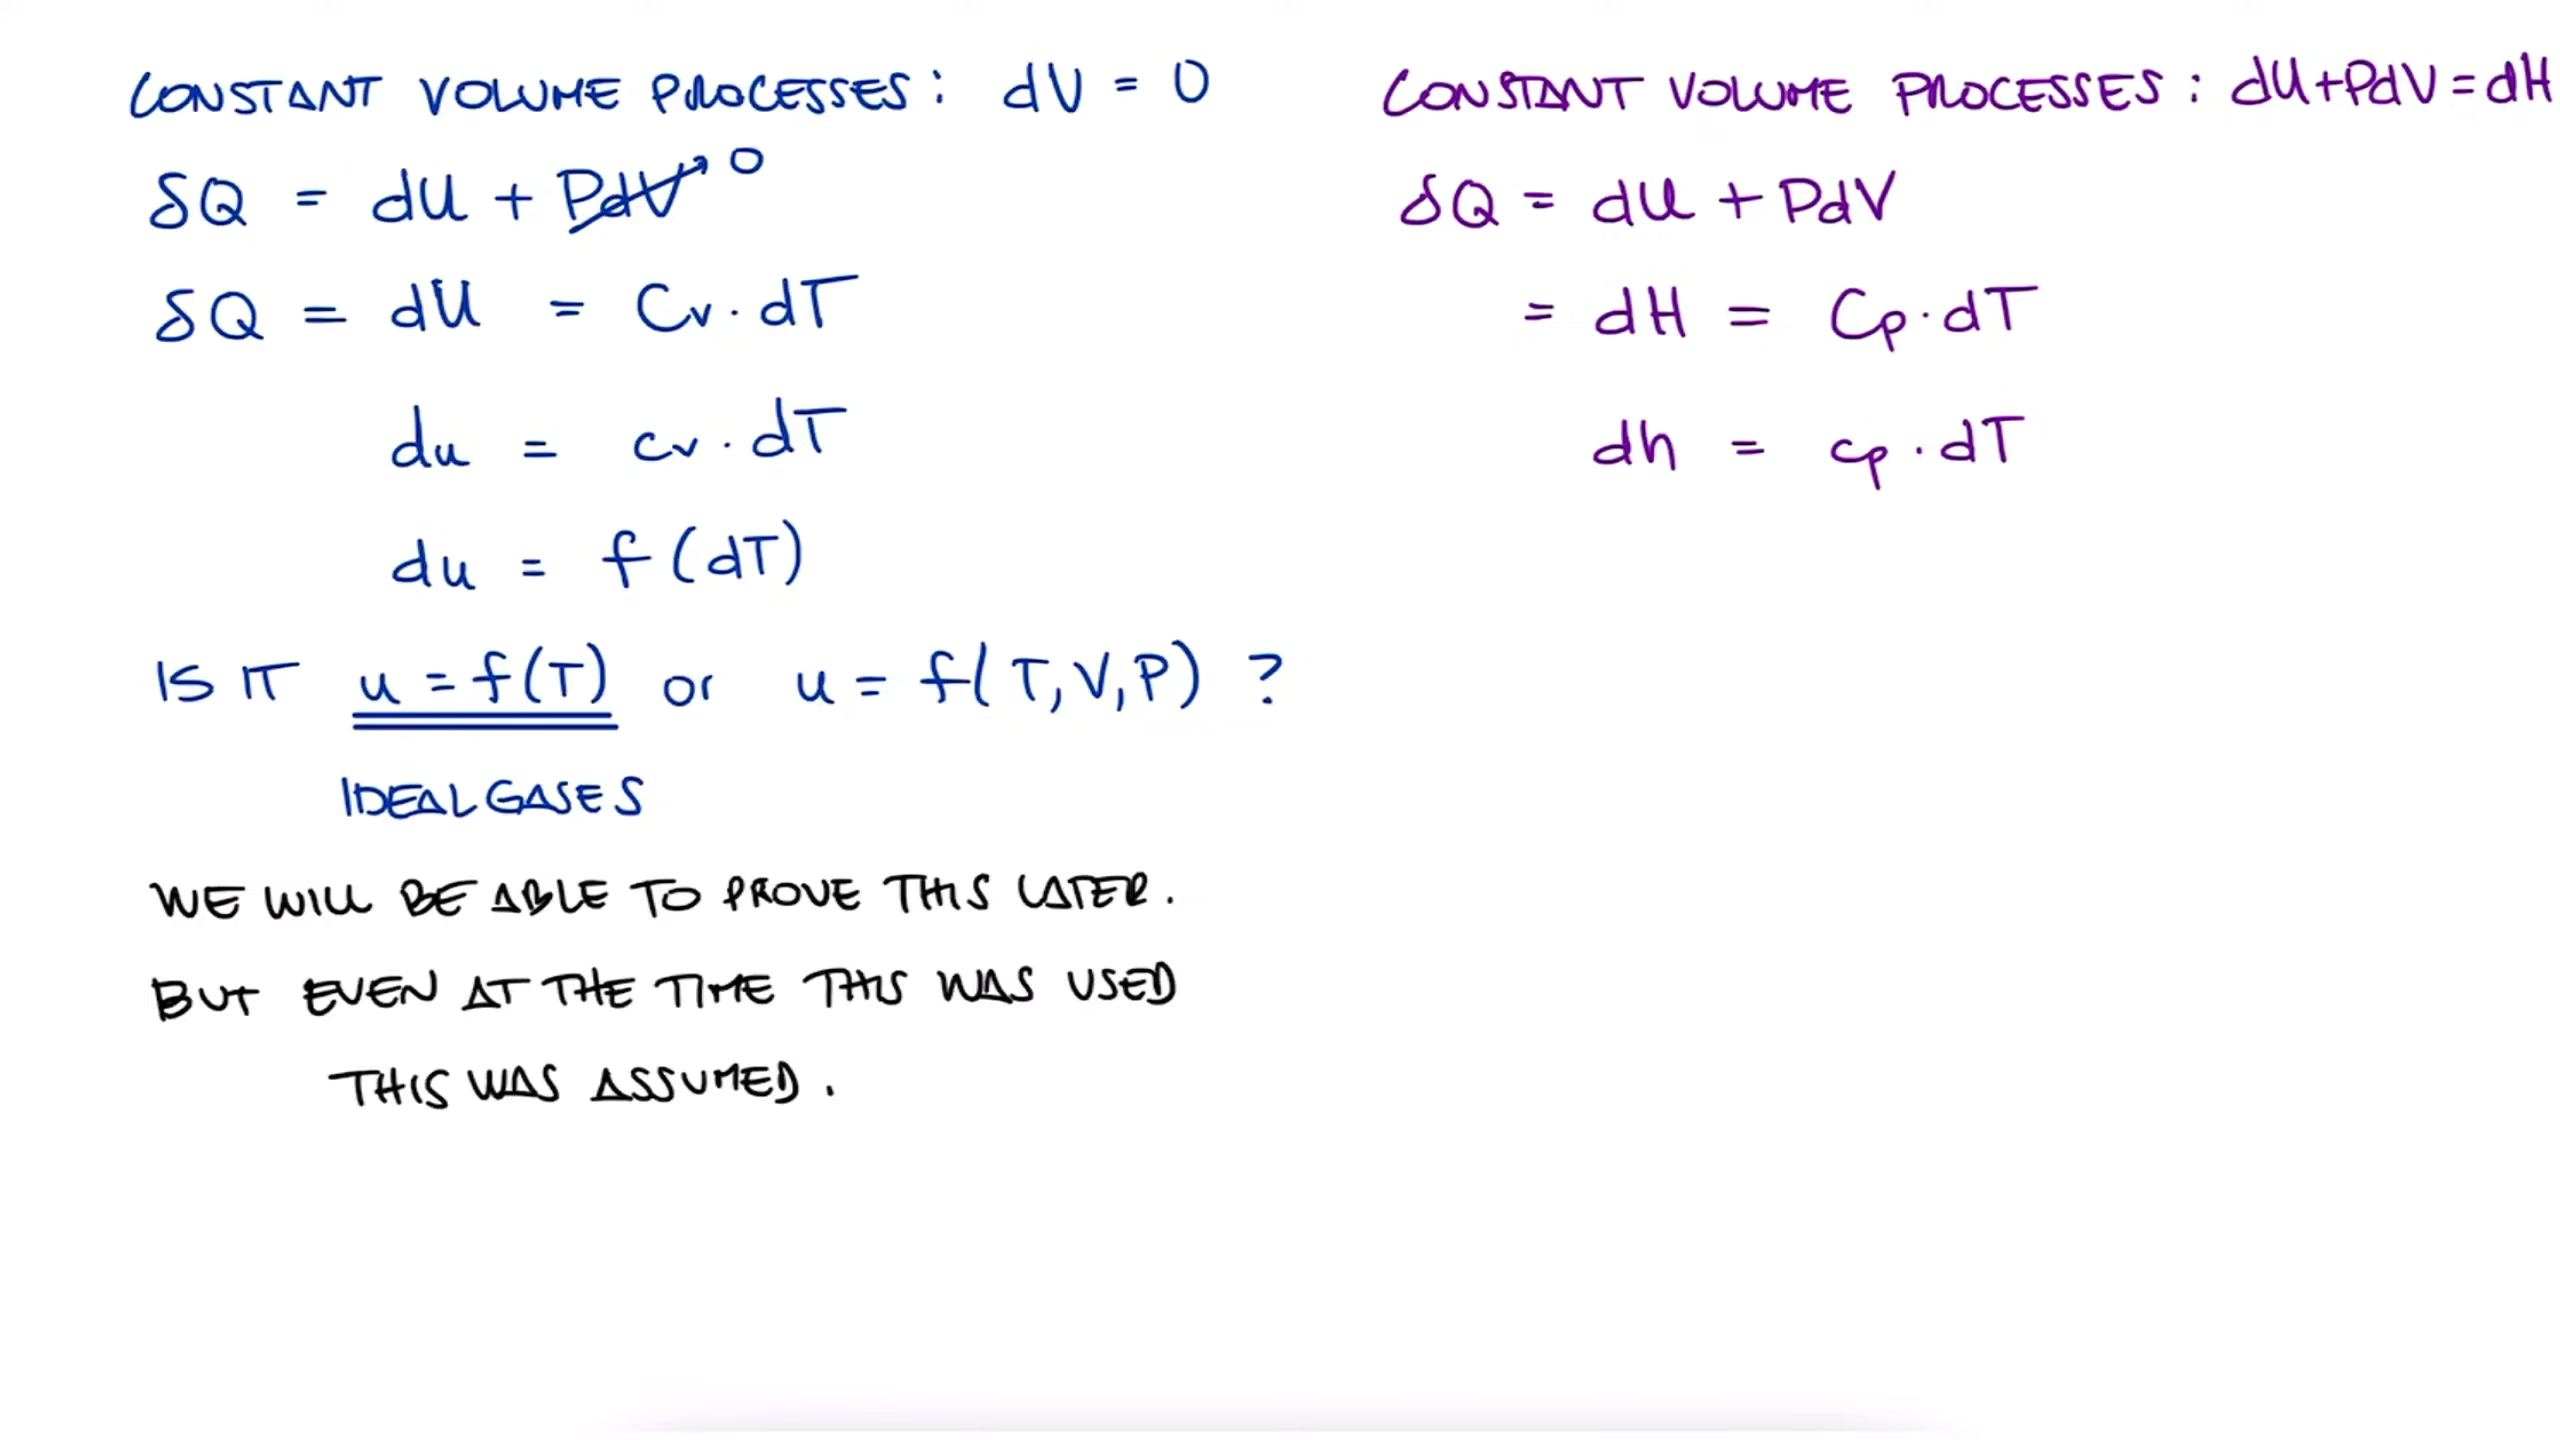 CONSTANT VOLUME PROCESSES: dV = 0
δQ = dU + PdV → 0
δQ = dU = Cv · dT
du = cv · dT
du = f(dT)
IS IT u = f(T) or u = f(T, V, P) ?
IDEAL GASES
WE WILL BE ABLE TO PROVE THIS LATER.
BUT EVEN AT THE TIME THIS WAS USED
THIS WAS ASSUMED.
CONSTANT VOLUME PROCESSES: dU+PdV=dH
δQ = dU + PdV
= dH = Cp · dT
dh = cp · dT